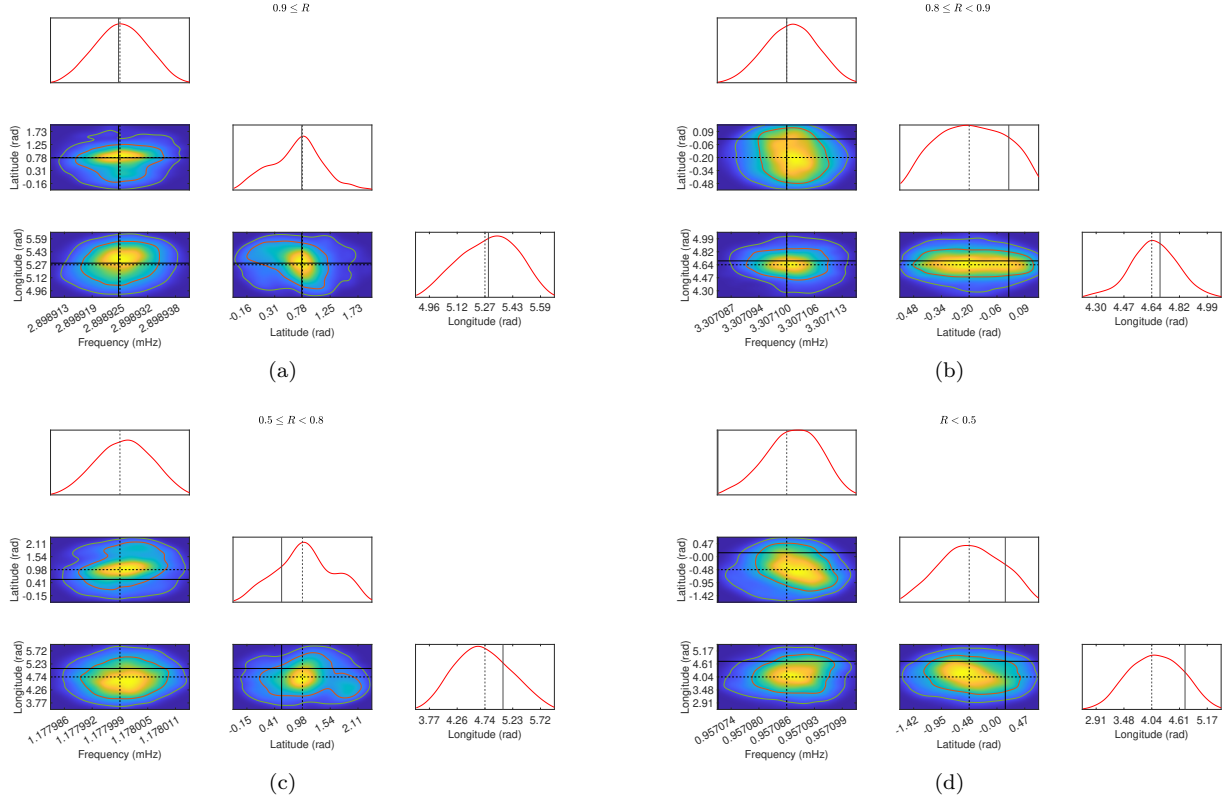 0.9 ≤ R
Latitude (rad)
1.73
1.25
0.78
0.31
-0.16
Longitude (rad)
5.59
5.43
5.27
5.12
4.96
2.898913
2.898919
2.898925
2.898932
2.898938
Frequency (mHz)
-0.16 0.31 0.78 1.25 1.73
Latitude (rad)
4.96 5.12 5.27 5.43 5.59
Longitude (rad)
(a)
0.8 ≤ R < 0.9
Latitude (rad)
0.09
-0.06
-0.20
-0.34
-0.48
Longitude (rad)
4.99
4.82
4.64
4.47
4.30
3.307087
3.307094
3.307100
3.307106
3.307113
Frequency (mHz)
-0.48 -0.34 -0.20 -0.06 0.09
Latitude (rad)
4.30 4.47 4.64 4.82 4.99
Longitude (rad)
(b)
0.5 ≤ R < 0.8
Latitude (rad)
2.11
1.54
0.98
0.41
-0.15
Longitude (rad)
5.72
5.23
4.74
4.26
3.77
1.177986
1.177992
1.177999
1.178005
1.178011
Frequency (mHz)
-0.15 0.41 0.98 1.54 2.11
Latitude (rad)
3.77 4.26 4.74 5.23 5.72
Longitude (rad)
(c)
R < 0.5
Latitude (rad)
0.47
-0.00
-0.48
-0.95
-1.42
Longitude (rad)
5.17
4.61
4.04
3.48
2.91
0.957074
0.957080
0.957086
0.957093
0.957099
Frequency (mHz)
-1.42 -0.95 -0.48 -0.00 0.47
Latitude (rad)
2.91 3.48 4.04 4.61 5.17
Longitude (rad)
(d)